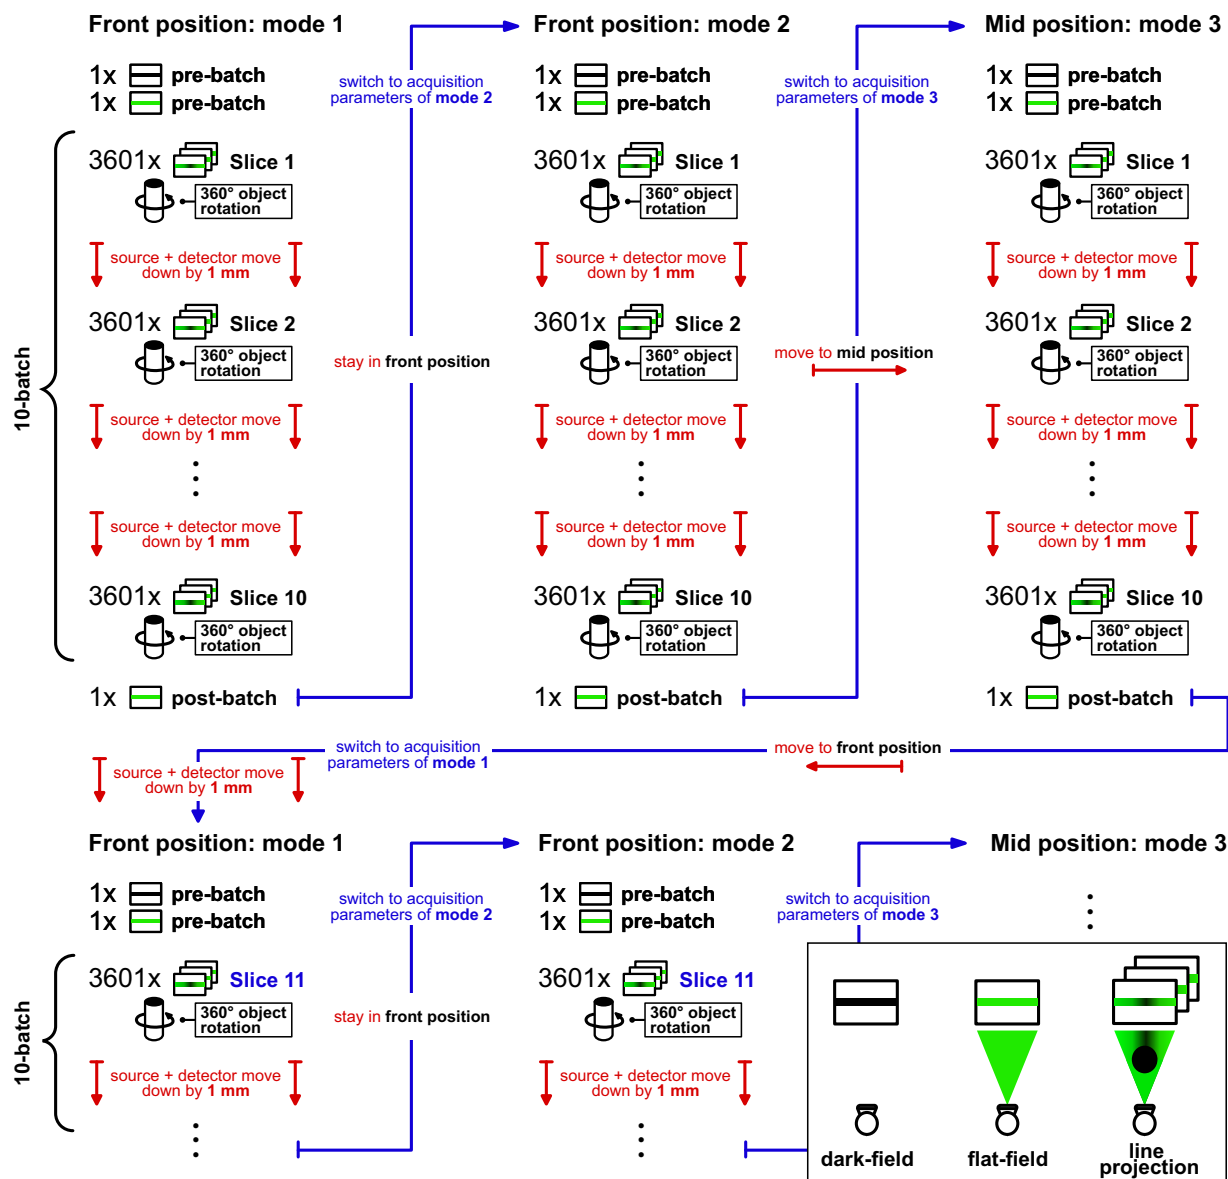 Front position: mode 1
1x pre-batch
1x pre-batch
10-batch
3601x Slice 1
360° object
rotation
source + detector move
down by 1 mm
3601x Slice 2
360° object
rotation
source + detector move
down by 1 mm
source + detector move
down by 1 mm
3601x Slice 10
360° object
rotation
1x post-batch
switch to acquisition
parameters of mode 2
stay in front position
Front position: mode 2
1x pre-batch
1x pre-batch
3601x Slice 1
360° object
rotation
source + detector move
down by 1 mm
3601x Slice 2
360° object
rotation
source + detector move
down by 1 mm
source + detector move
down by 1 mm
3601x Slice 10
360° object
rotation
1x post-batch
switch to acquisition
parameters of mode 3
move to mid position
Mid position: mode 3
1x pre-batch
1x pre-batch
3601x Slice 1
360° object
rotation
source + detector move
down by 1 mm
3601x Slice 2
360° object
rotation
source + detector move
down by 1 mm
source + detector move
down by 1 mm
3601x Slice 10
360° object
rotation
1x post-batch
move to front position
switch to acquisition
parameters of mode 1
source + detector move
down by 1 mm
Front position: mode 1
1x pre-batch
1x pre-batch
10-batch
3601x Slice 11
360° object
rotation
source + detector move
down by 1 mm
switch to acquisition
parameters of mode 2
stay in front position
Front position: mode 2
1x pre-batch
1x pre-batch
3601x Slice 11
360° object
rotation
source + detector move
down by 1 mm
switch to acquisition
parameters of mode 3
Mid position: mode 3
dark-field
flat-field
line
projection